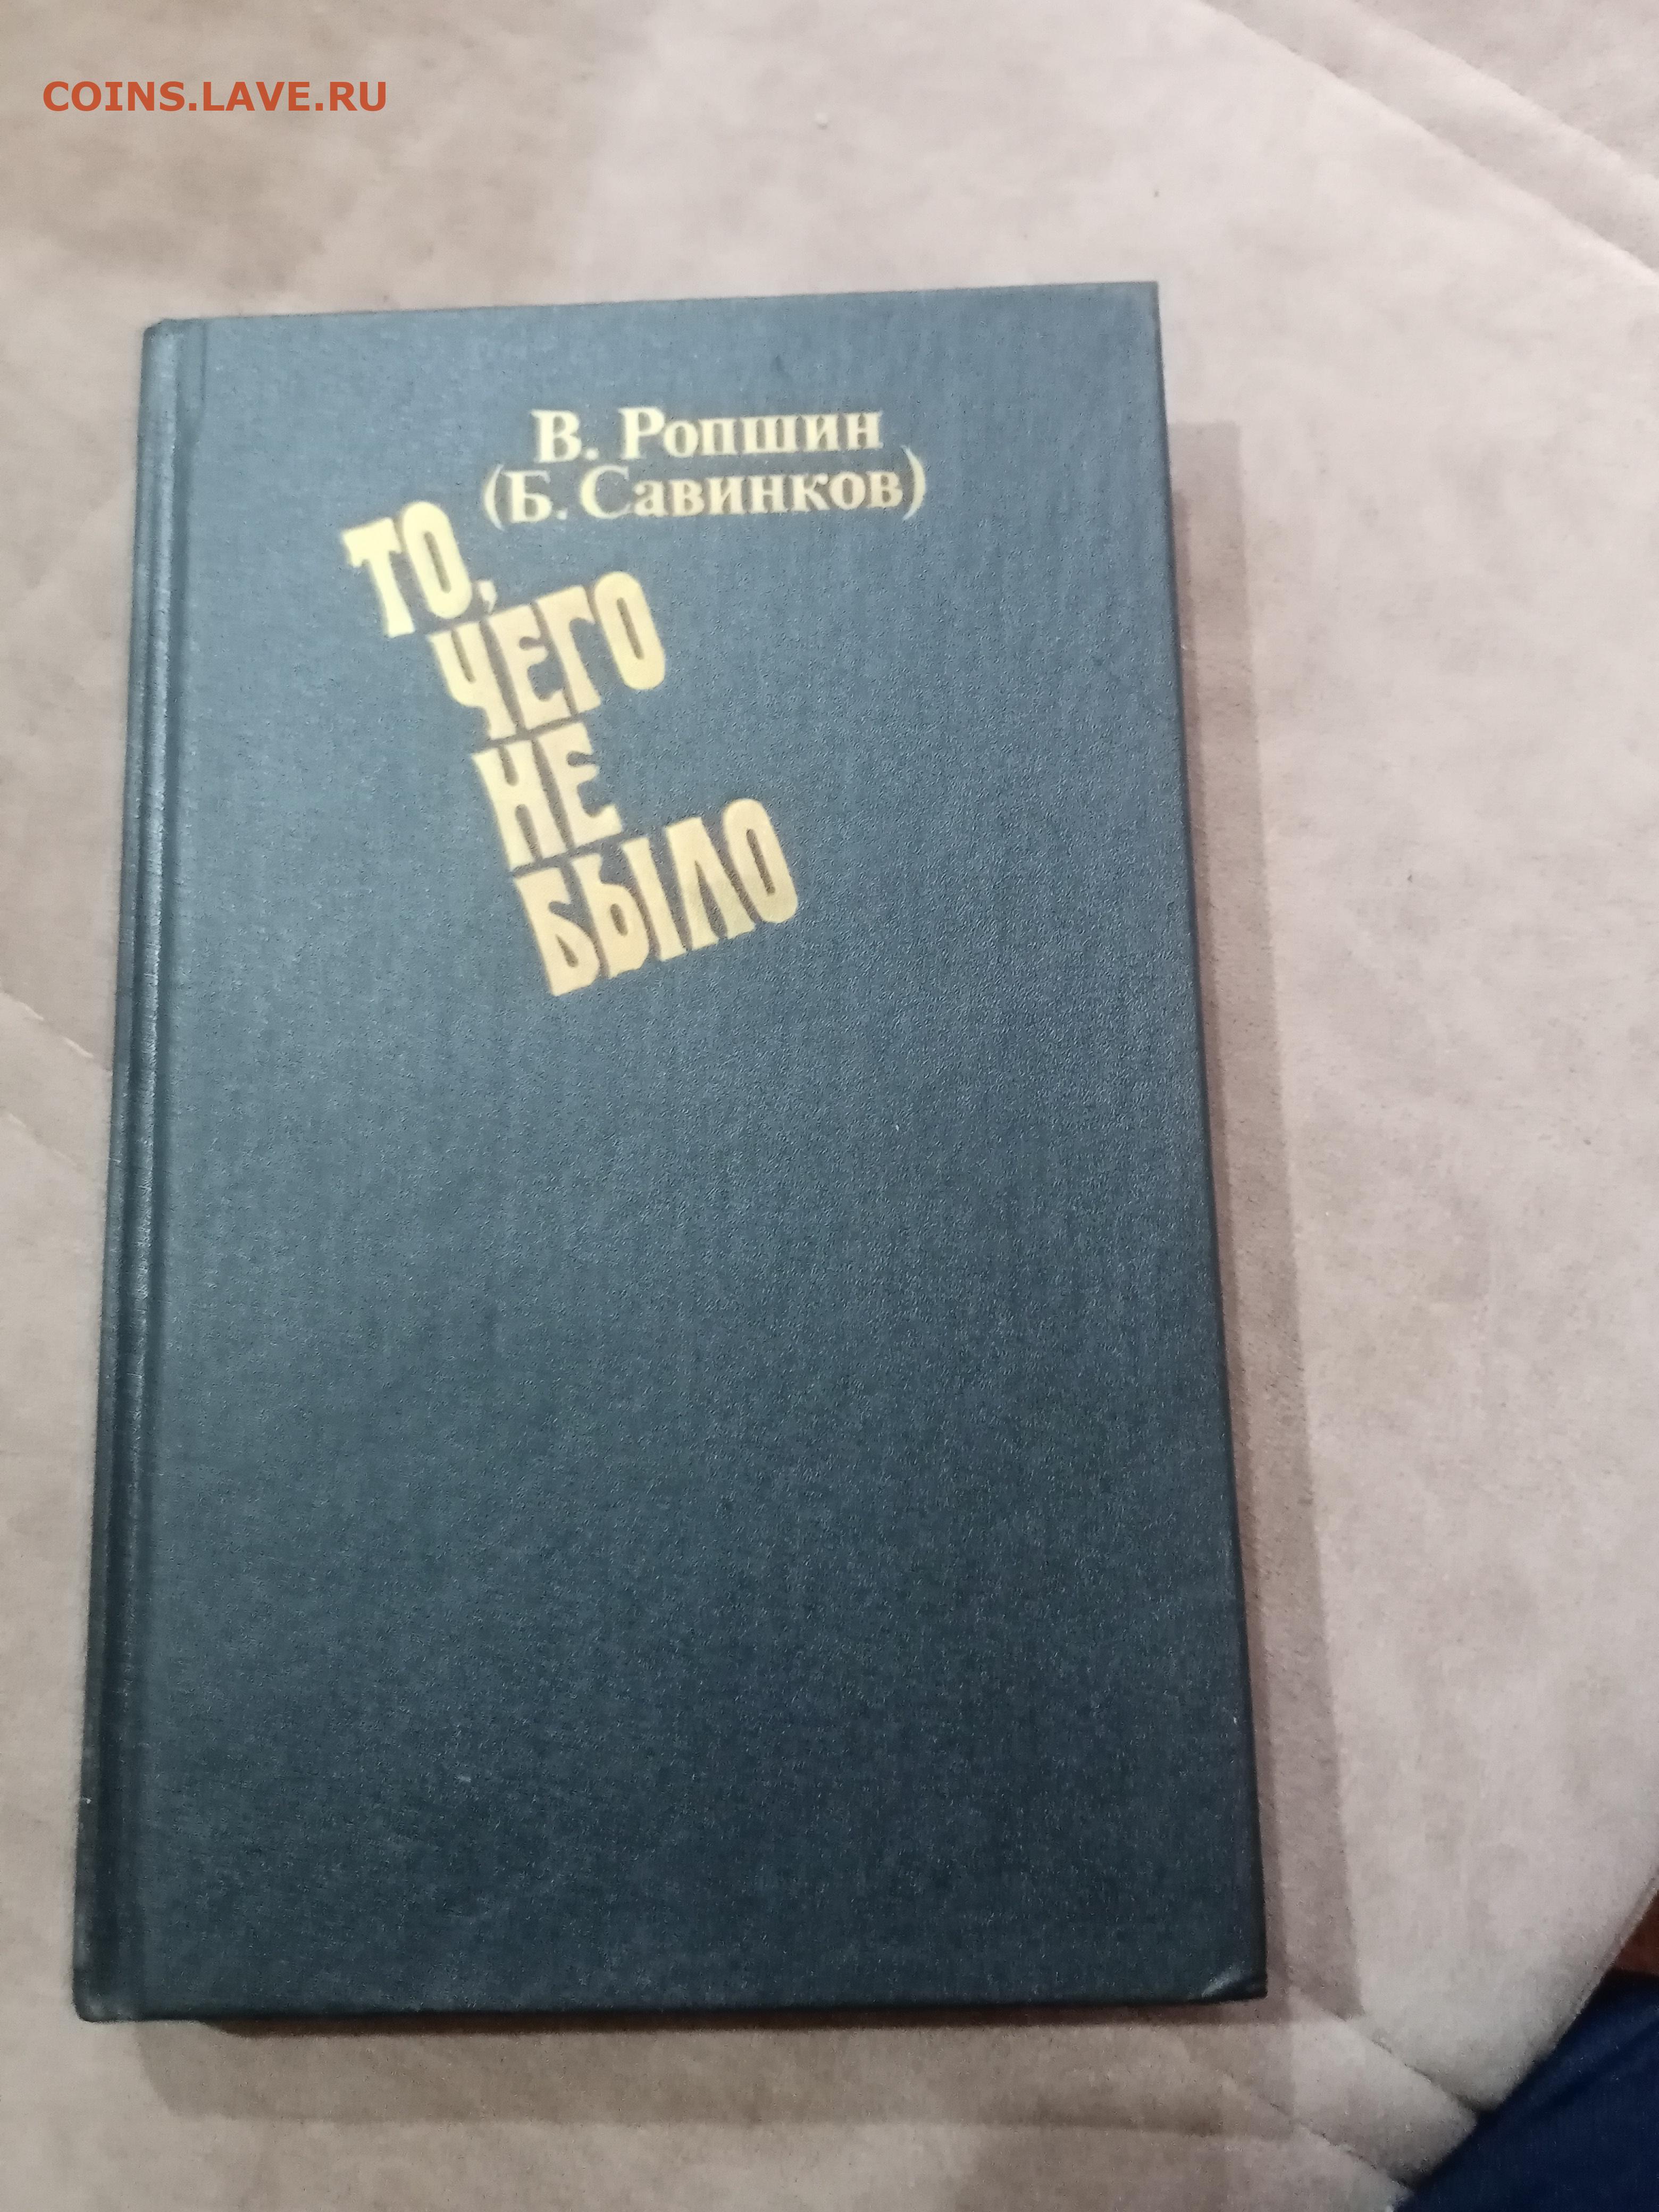 COINS.LAVE.RU
В. Ропшин
(Б. Савинков)
ТО,
ЧЕГО
НЕ
БЫЛО